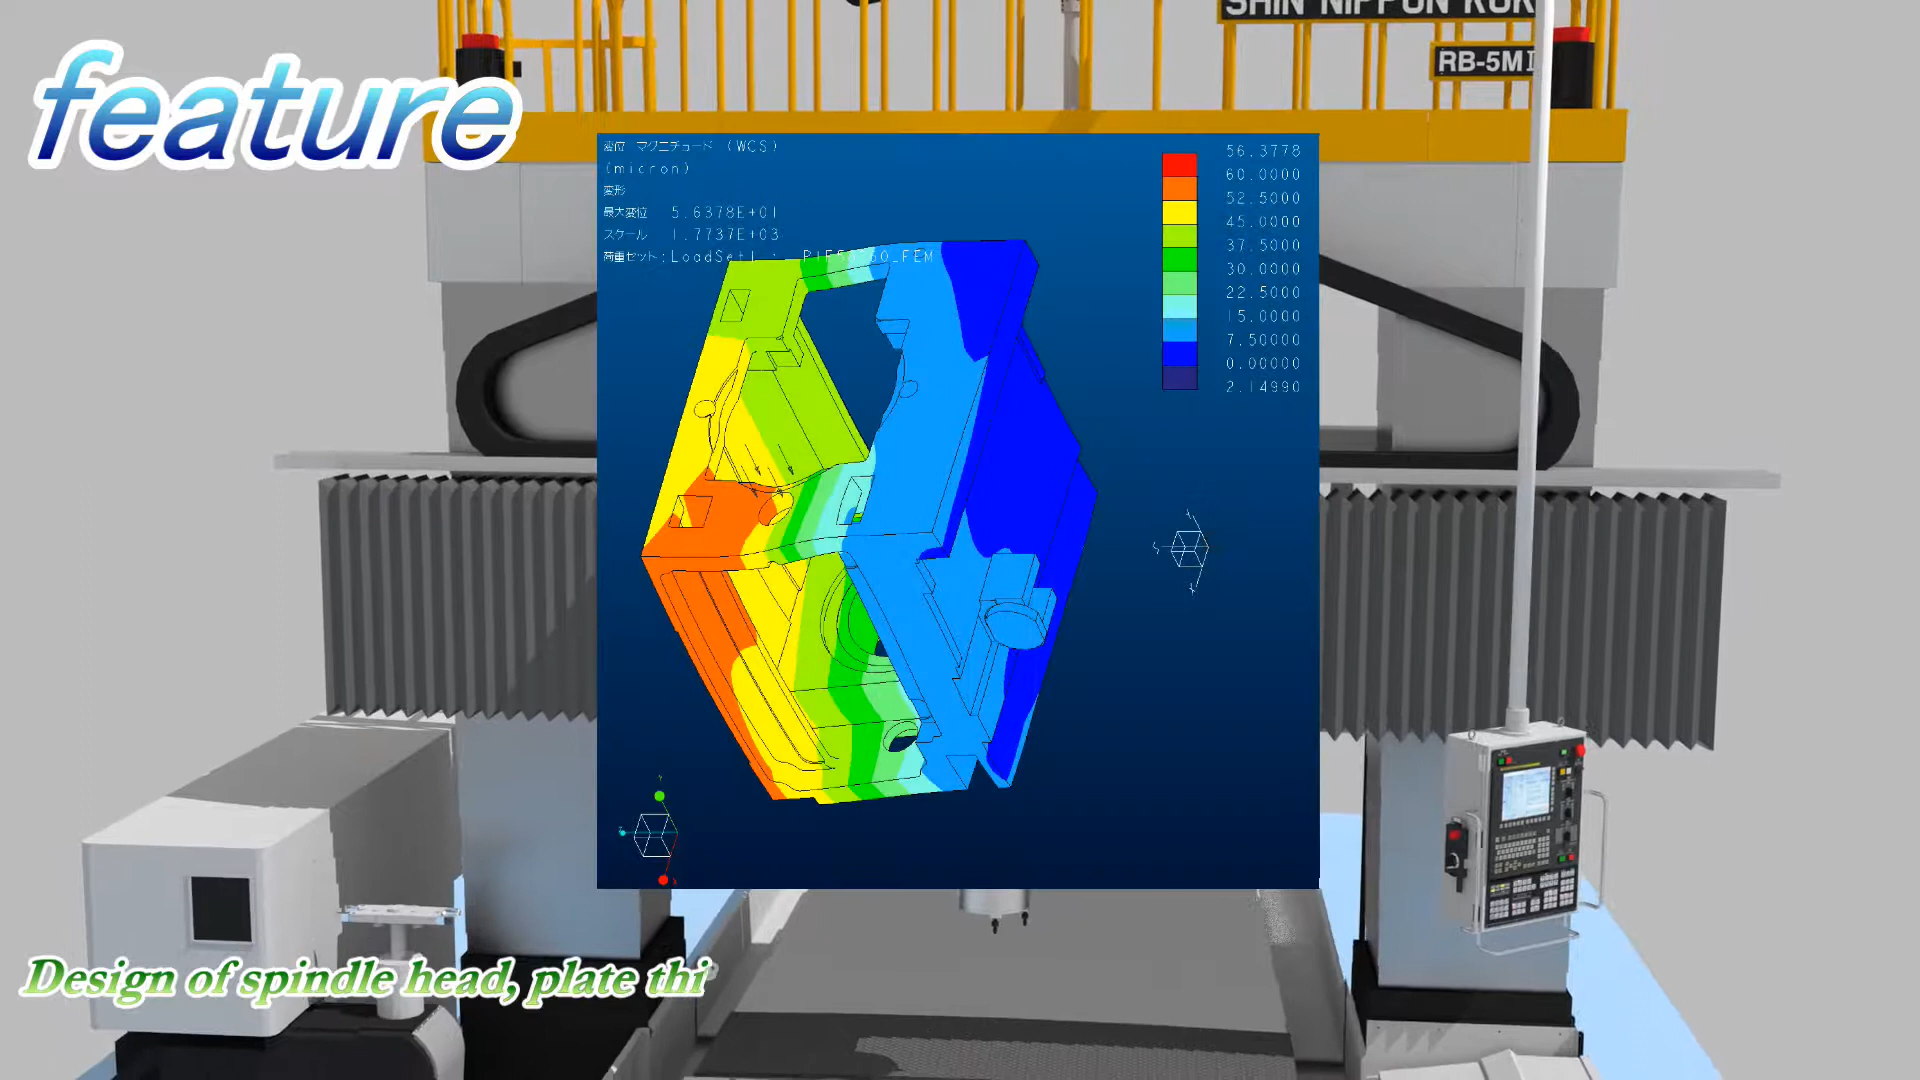 SHIN NIPPON KOK
RB-5M
feature
変位 マグニチュード (WCS)
(micron)
変形
最大変位 5.6378E+01
スケール 1.7737E+03
荷重セット:LoadSet1 :
56.3778
60.0000
52.5000
45.0000
37.5000
30.0000
22.5000
15.0000
7.50000
0.00000
2.14990
Design of spindle head, plate thi